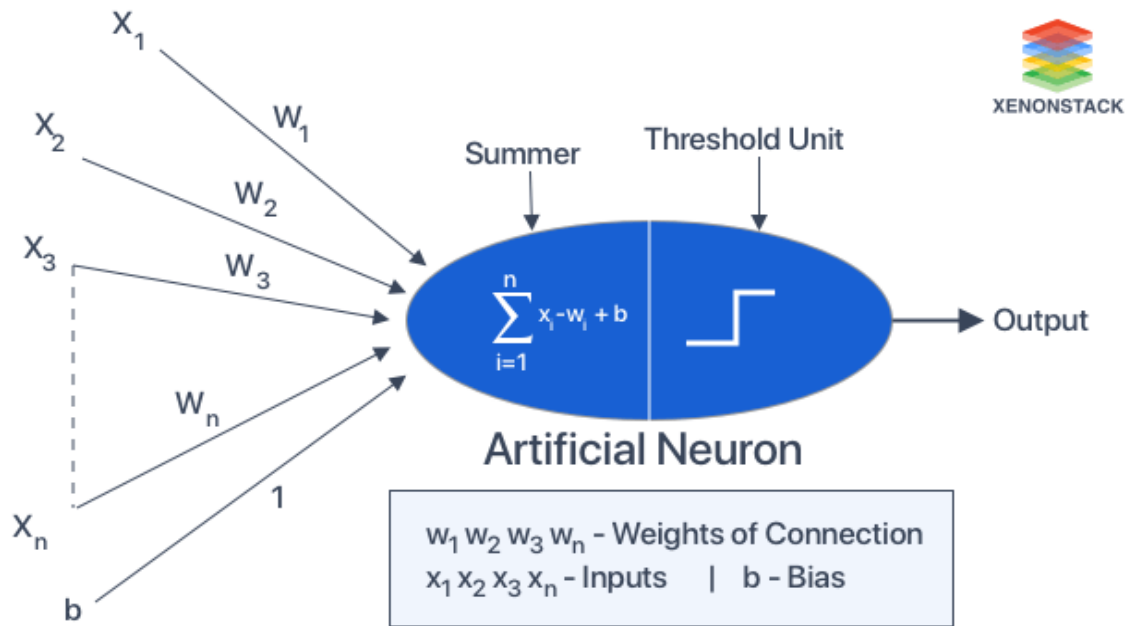 X1
W1
XENONSTACK
X2
Summer
Threshold Unit
W2
X3
W3
n
∑ xi-wi + b
i=1
Output
Wn
Artificial Neuron
1
Xn
w1 w2 w3 wn - Weights of Connection
x1 x2 x3 xn - Inputs | b - Bias
b